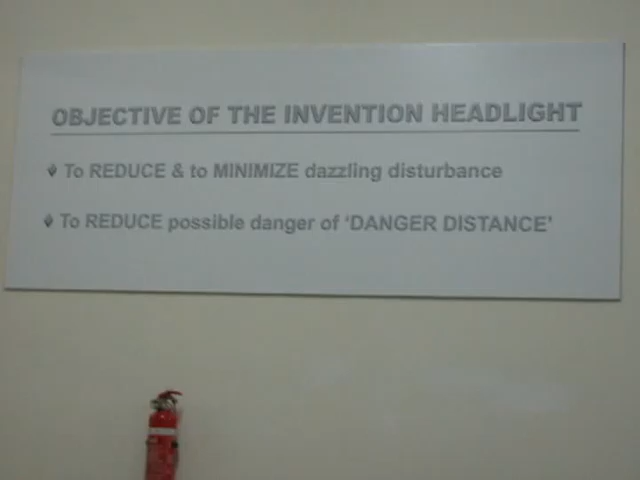 OBJECTIVE OF THE INVENTION HEADLIGHT
To REDUCE & to MINIMIZE dazzling disturbance
To REDUCE possible danger of 'DANGER DISTANCE'